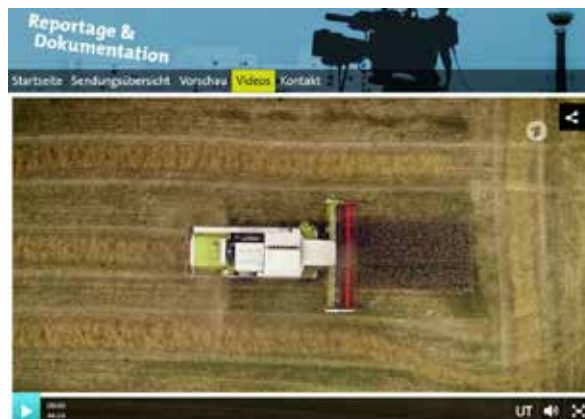 Reportage &
Dokumentation
Startseite Sendungsübersicht Vorschau Videos Kontakt
UT